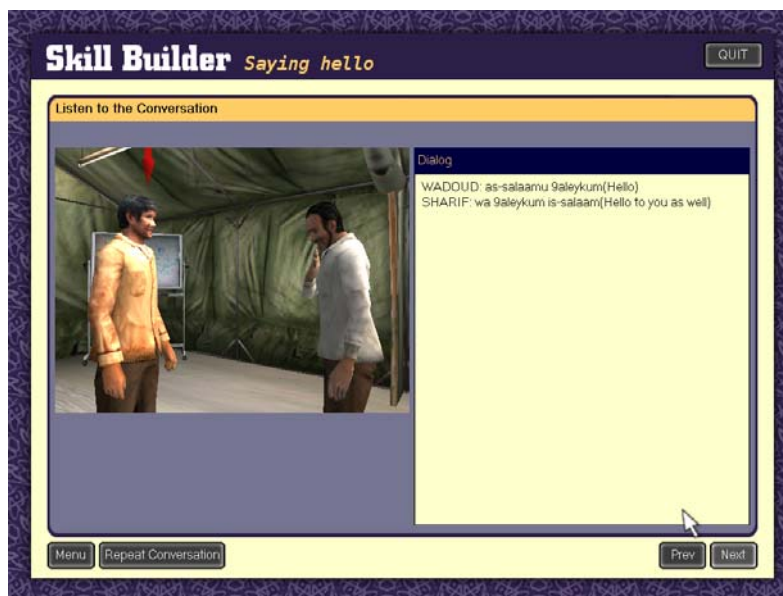 Skill Builder Saying hello
QUIT
Listen to the Conversation
Dialog
WADOUD: as-salaamu 9aleykum(Hello)
SHARIF: wa 9aleykum is-salaam(Hello to you as well)
Menu
Repeat Conversation
Prev
Next